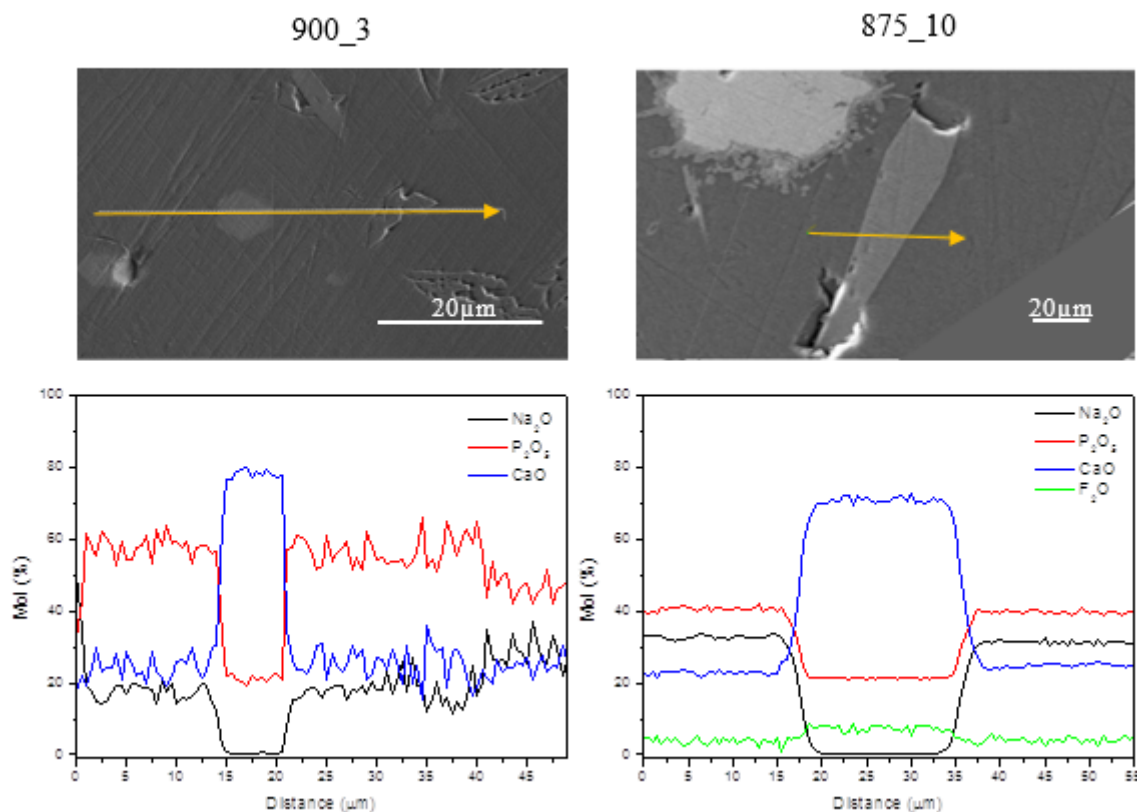 900_3
875_10
20µm
20µm
100
80
60
40
20
0
Mol (%)
Na₂O
P₂O₅
CaO
0 5 10 15 20 25 30 35 40 45
Distance (µm)
100
80
60
40
20
0
Mol (%)
Na₂O
P₂O₅
CaO
F₂O
0 5 10 15 20 25 30 35 40 45 50 55
Distance (µm)